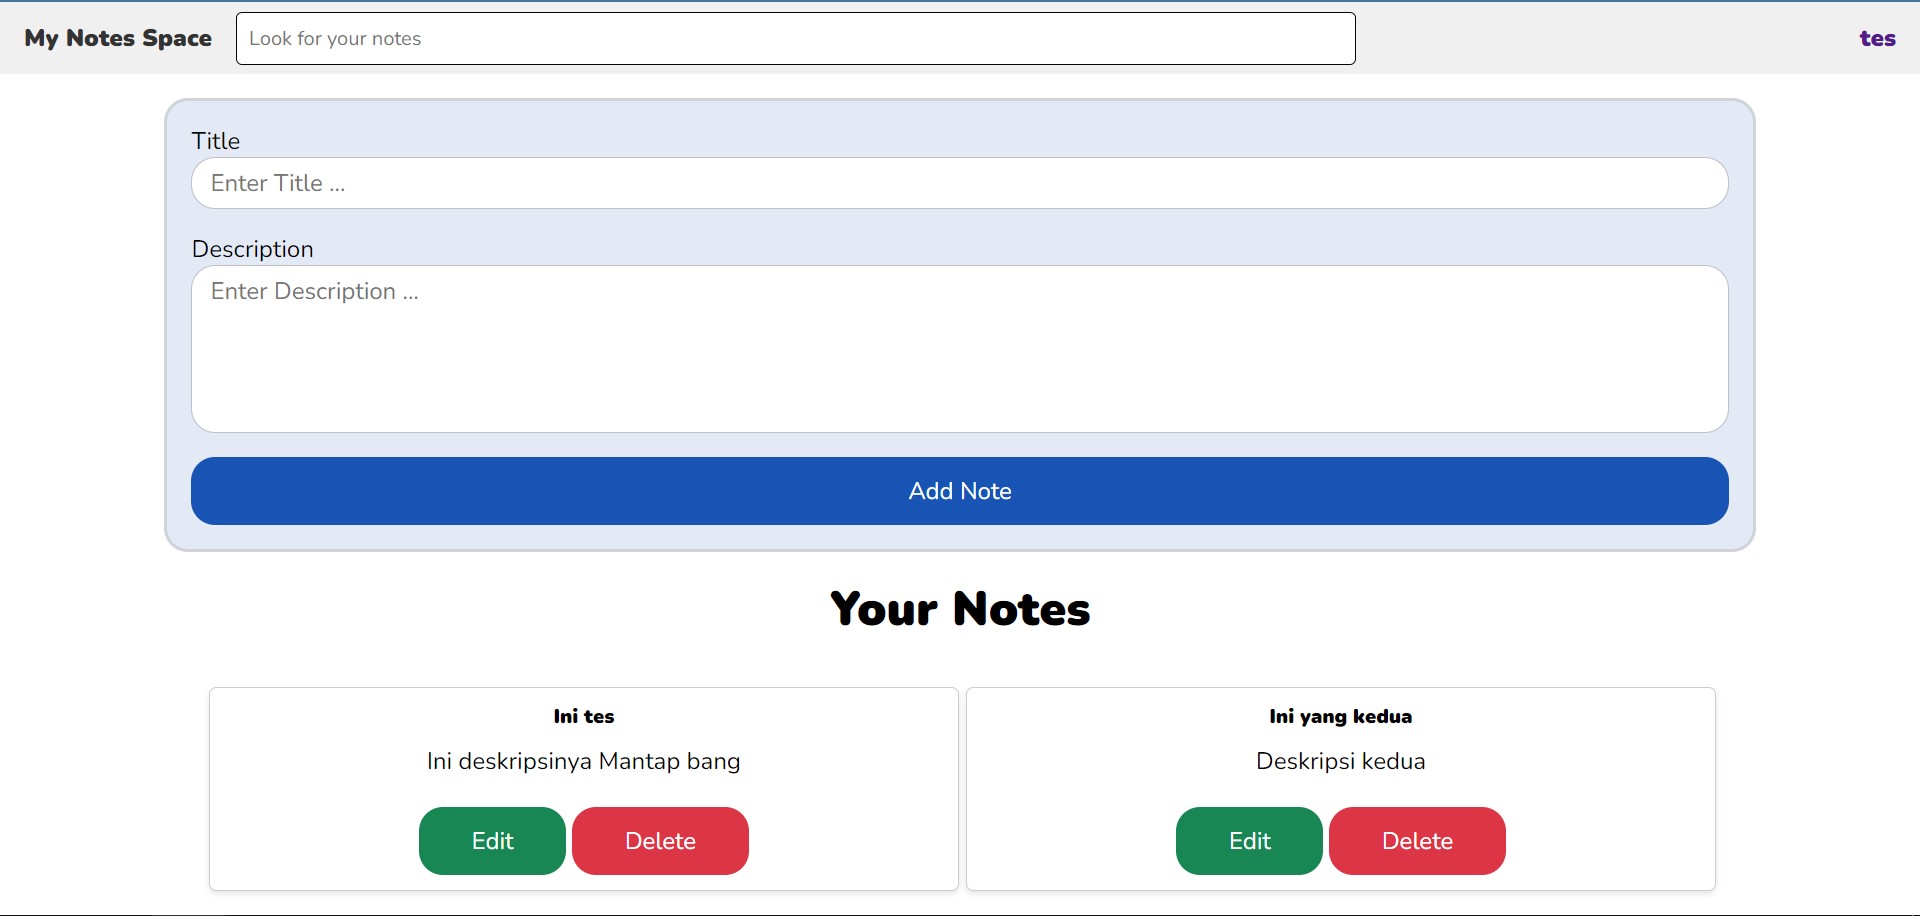 My Notes Space
Look for your notes
tes
Title
Enter Title ...
Description
Enter Description ...
Add Note
Your Notes
Ini tes
Ini deskripsinya Mantap bang
Edit
Delete
Ini yang kedua
Deskripsi kedua
Edit
Delete